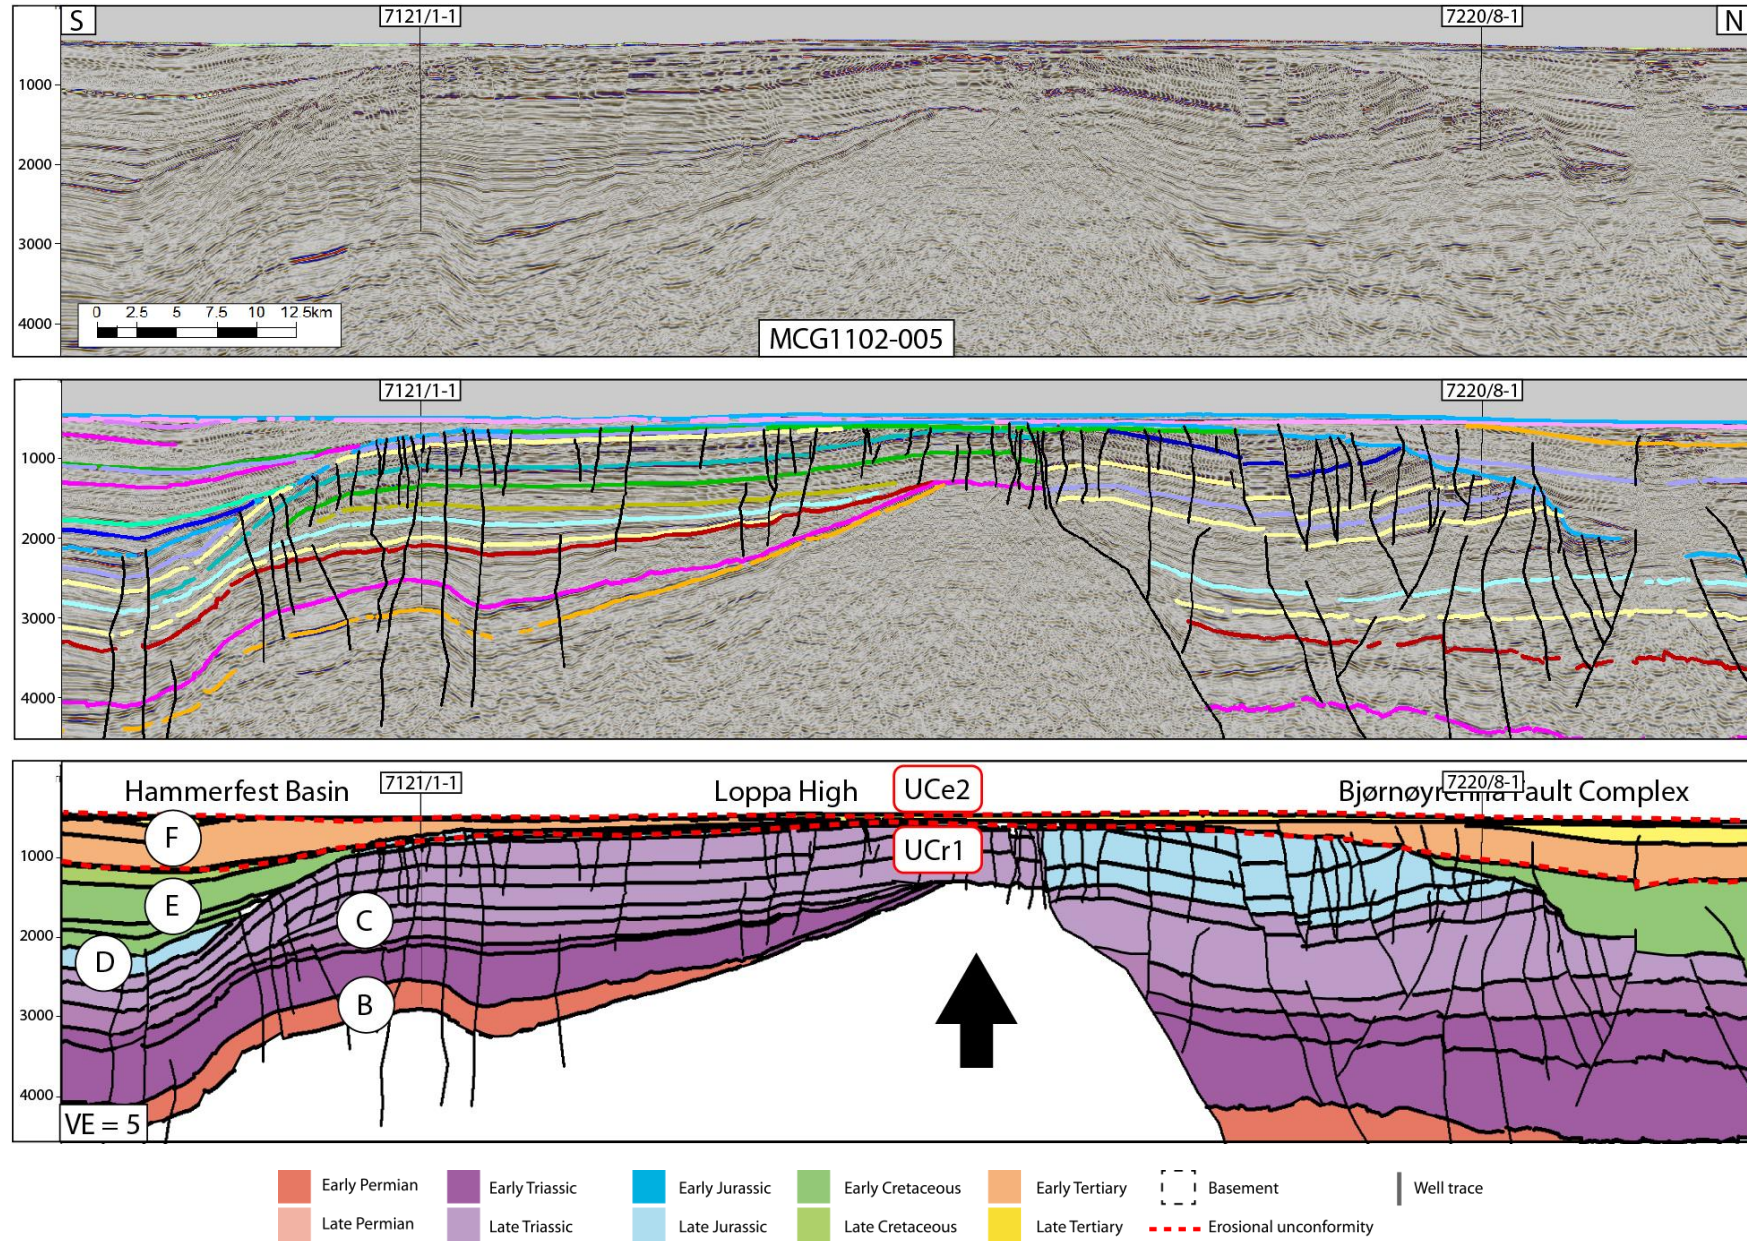 S 7121/1-1 7220/8-1 N
1000
2000
3000
4000
0 2.5 5 7.5 10 12.5km
MCG1102-005
7121/1-1 7220/8-1
1000
2000
3000
4000
Hammerfest Basin 7121/1-1 Loppa High UCe2 7220/8-1 Bjørnøyrenna Fault Complex
F
UCr1
1000
E
C
2000
D
B
3000
4000
VE = 5
Early Permian Early Triassic Early Jurassic Early Cretaceous Early Tertiary Basement Well trace
Late Permian Late Triassic Late Jurassic Late Cretaceous Late Tertiary Erosional unconformity